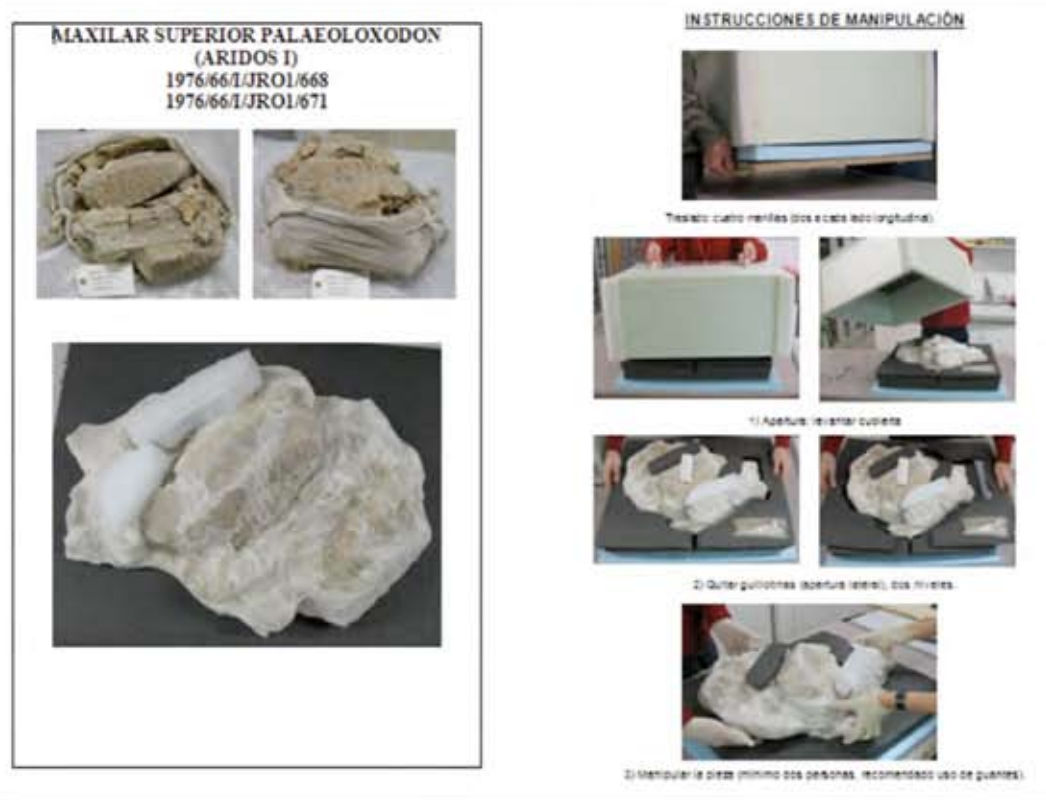 MAXILAR SUPERIOR PALAEOLOXODON
(ARIDOS I)
1976/66/I/JRO1/668
1976/66/I/JRO1/671
INSTRUCCIONES DE MANIPULACIÓN
Traslado: cuatro manillas (dos a cada lado longitudinal).
1) Apertura: levantar cubierta
2) Quitar guillotinas (apertura lateral), dos niveles.
3) Manipular la pieza (mínimo dos personas, recomendado uso de guantes).